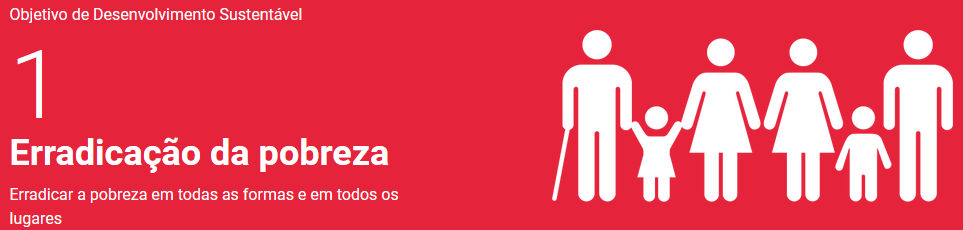 Objetivo de Desenvolvimento Sustentável
1
Erradicação da pobreza
Erradicar a pobreza em todas as formas e em todos os
lugares